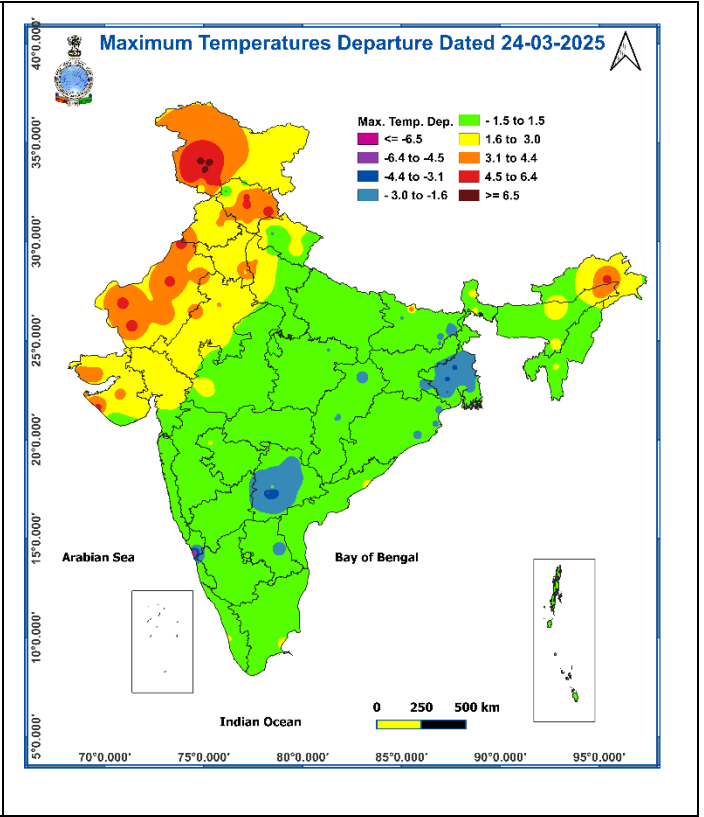 Maximum Temperatures Departure Dated 24-03-2025
Max. Temp. Dep.
<= -6.5
-6.4 to -4.5
-4.4 to -3.1
- 3.0 to -1.6
- 1.5 to 1.5
1.6 to 3.0
3.1 to 4.4
4.5 to 6.4
>= 6.5
40°0.000'
35°0.000'
30°0.000'
25°0.000'
20°0.000'
15°0.000'
10°0.000'
5°0.000'
Arabian Sea
Bay of Bengal
Indian Ocean
0 250 500 km
70°0.000' 75°0.000' 80°0.000' 85°0.000' 90°0.000' 95°0.000'